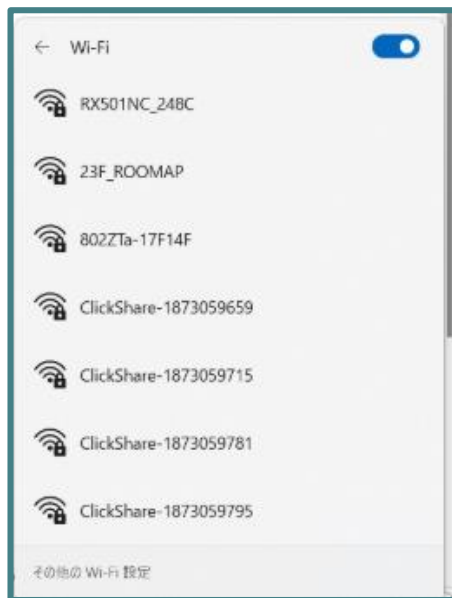 ← Wi-Fi
RX501NC_248C
23F_ROOMAP
802ZTa-17F14F
ClickShare-1873059659
ClickShare-1873059715
ClickShare-1873059781
ClickShare-1873059795
その他の Wi-Fi 設定